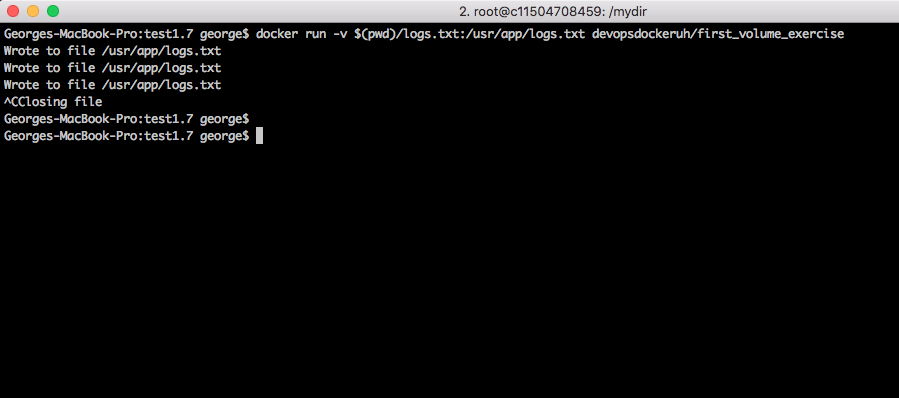 2. root@c11504708459: /mydir
Georges-MacBook-Pro:test1.7 george$ docker run -v $(pwd)/logs.txt:/usr/app/logs.txt devopsdockeruh/first_volume_exercise
Wrote to file /usr/app/logs.txt
Wrote to file /usr/app/logs.txt
Wrote to file /usr/app/logs.txt
^CClosing file
Georges-MacBook-Pro:test1.7 george$
Georges-MacBook-Pro:test1.7 george$